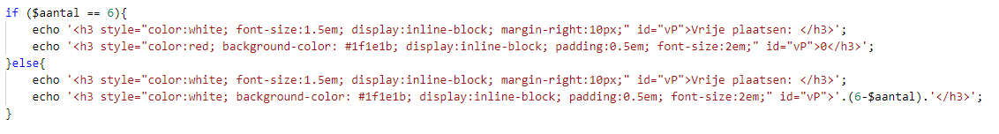 if ($aantal == 6){
    echo '<h3 style="color:white; font-size:1.5em; display:inline-block; margin-right:10px;" id="vP">Vrije plaatsen: </h3>';
    echo '<h3 style="color:red; background-color: #1f1e1b; display:inline-block; padding:0.5em; font-size:2em;" id="vP">0</h3>';
}else{
    echo '<h3 style="color:white; font-size:1.5em; display:inline-block; margin-right:10px;" id="vP">Vrije plaatsen: </h3>';
    echo '<h3 style="color:white; background-color: #1f1e1b; display:inline-block; padding:0.5em; font-size:2em;" id="vP">'.(6-$aantal).'</h3>';
}